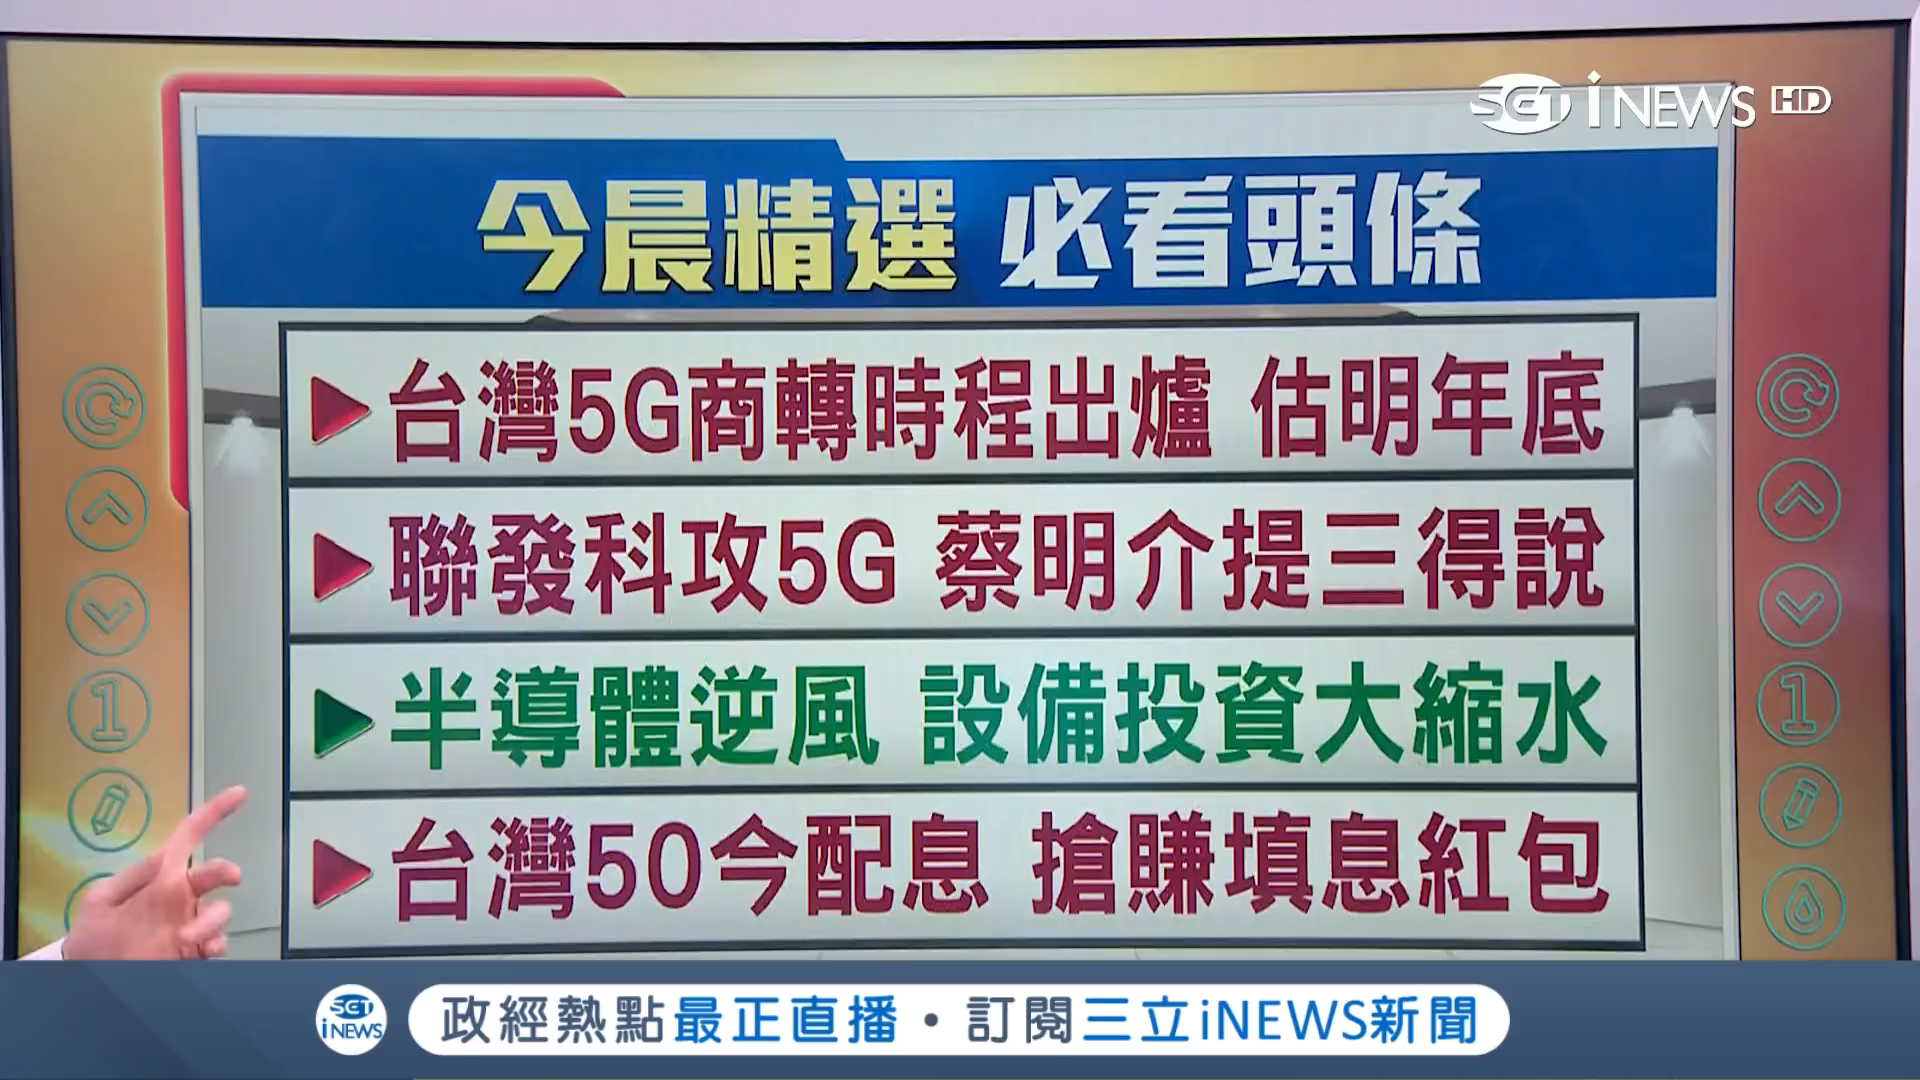 SET iNEWS HD
今晨精選 必看頭條
台灣5G商轉時程出爐 估明年底
聯發科攻5G 蔡明介提三得說
半導體逆風 設備投資大縮水
台灣50今配息 搶賺填息紅包
1
1
SET iNEWS
政經熱點最正直播・訂閱三立iNEWS新聞